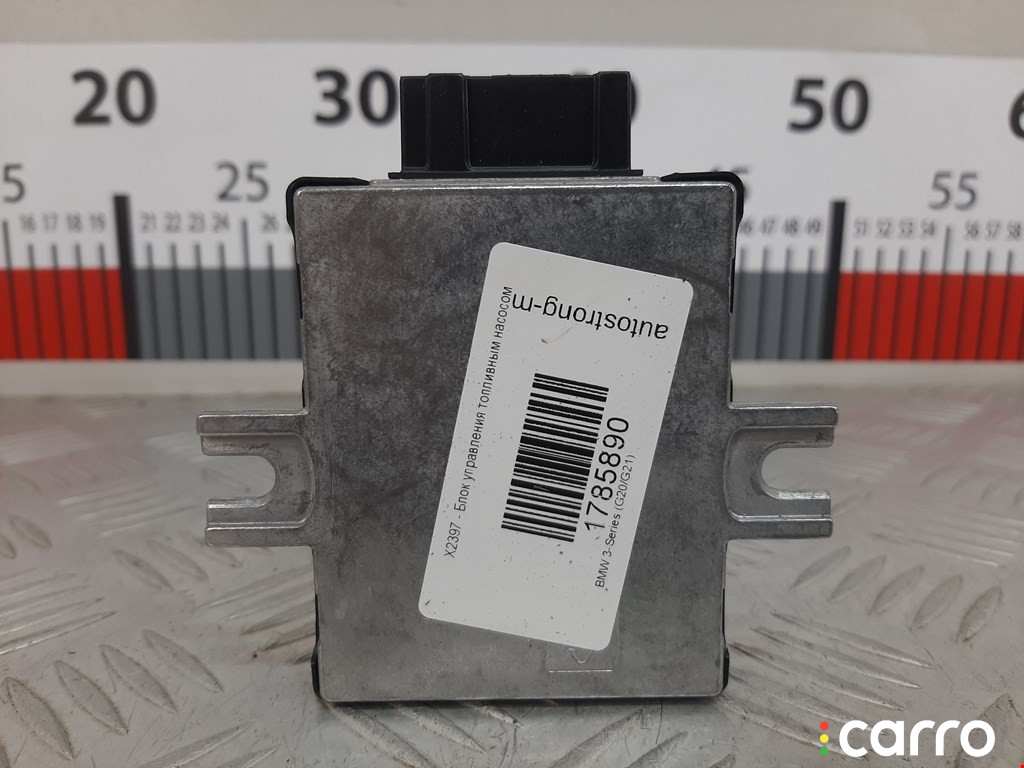 20 30 50
5 25 55
16 17 18 19 21 22 23 24 26 46 47 48 49 51 52 53 54 56 57 58
X2397 - Блок управления топливным насосом
1785890
BMW 3-Series (G20/G21)
autostrong-m
carro